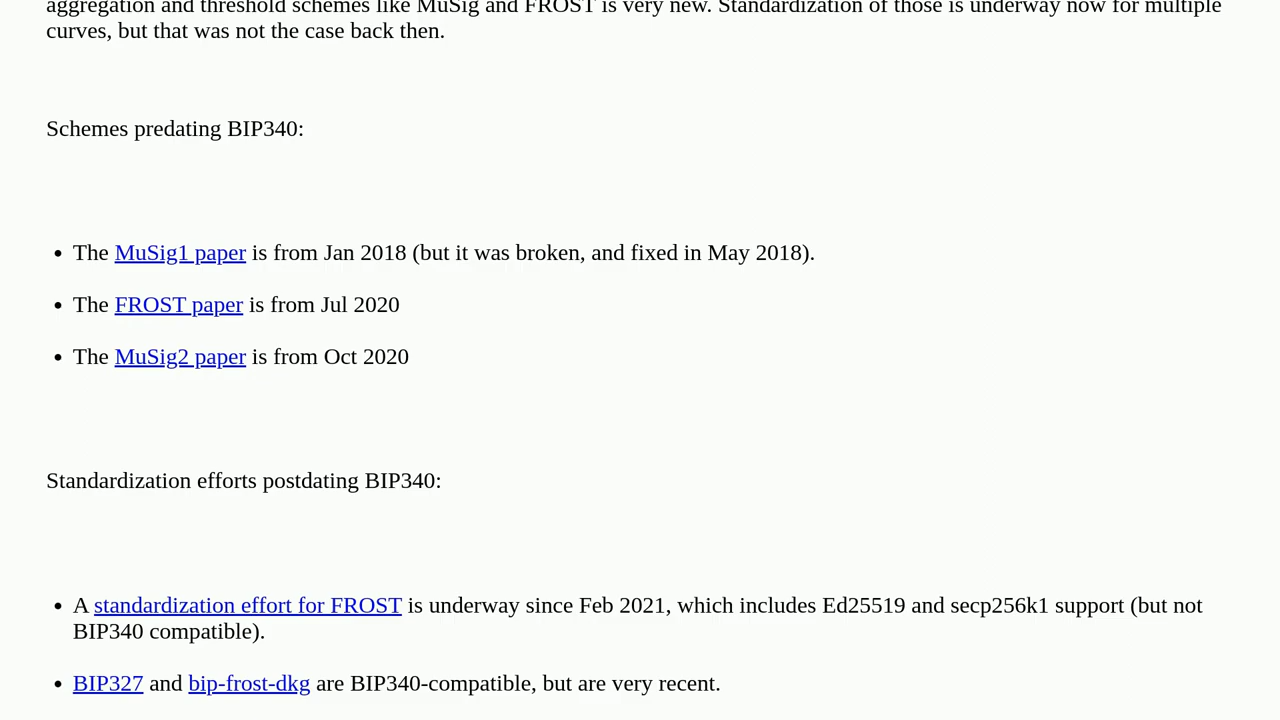 aggregation and threshold schemes like MuSig and FROST is very new. Standardization of those is underway now for multiple
curves, but that was not the case back then.
Schemes predating BIP340:
• The MuSig1 paper is from Jan 2018 (but it was broken, and fixed in May 2018).
• The FROST paper is from Jul 2020
• The MuSig2 paper is from Oct 2020
Standardization efforts postdating BIP340:
• A standardization effort for FROST is underway since Feb 2021, which includes Ed25519 and secp256k1 support (but not
BIP340 compatible).
• BIP327 and bip-frost-dkg are BIP340-compatible, but are very recent.